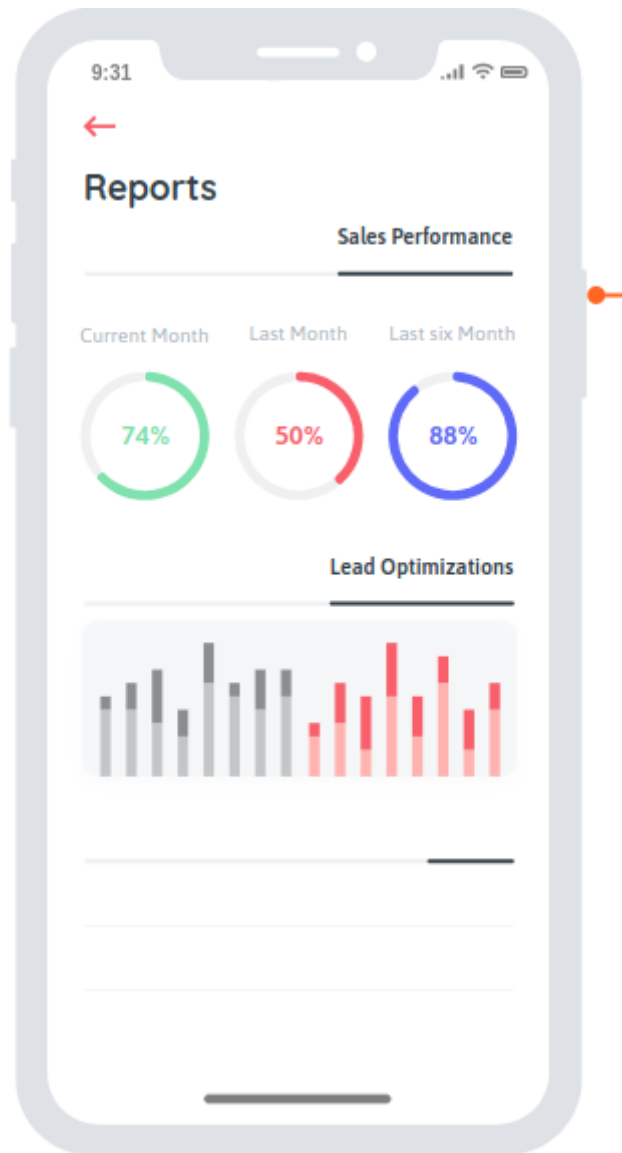 9:31
Reports
Sales Performance
Current Month Last Month Last six Month
74% 50% 88%
Lead Optimizations